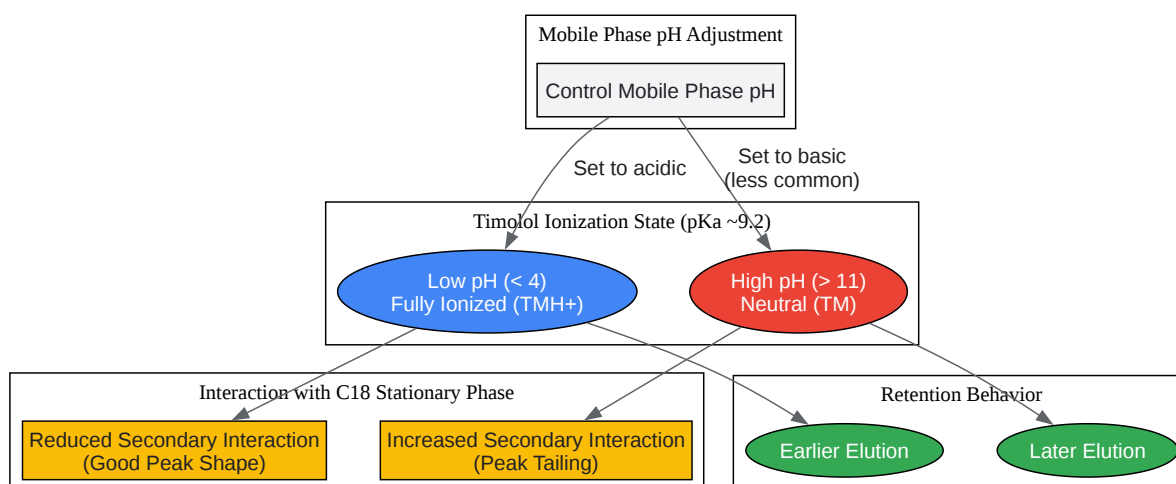 Mobile Phase pH Adjustment
Control Mobile Phase pH
Set to acidic
Set to basic
(less common)
Timolol Ionization State (pKa ~9.2)
Low pH (< 4)
Fully Ionized (TMH+)
High pH (> 11)
Neutral (TM)
Interaction with C18 Stationary Phase
Reduced Secondary Interaction
(Good Peak Shape)
Increased Secondary Interaction
(Peak Tailing)
Retention Behavior
Earlier Elution
Later Elution